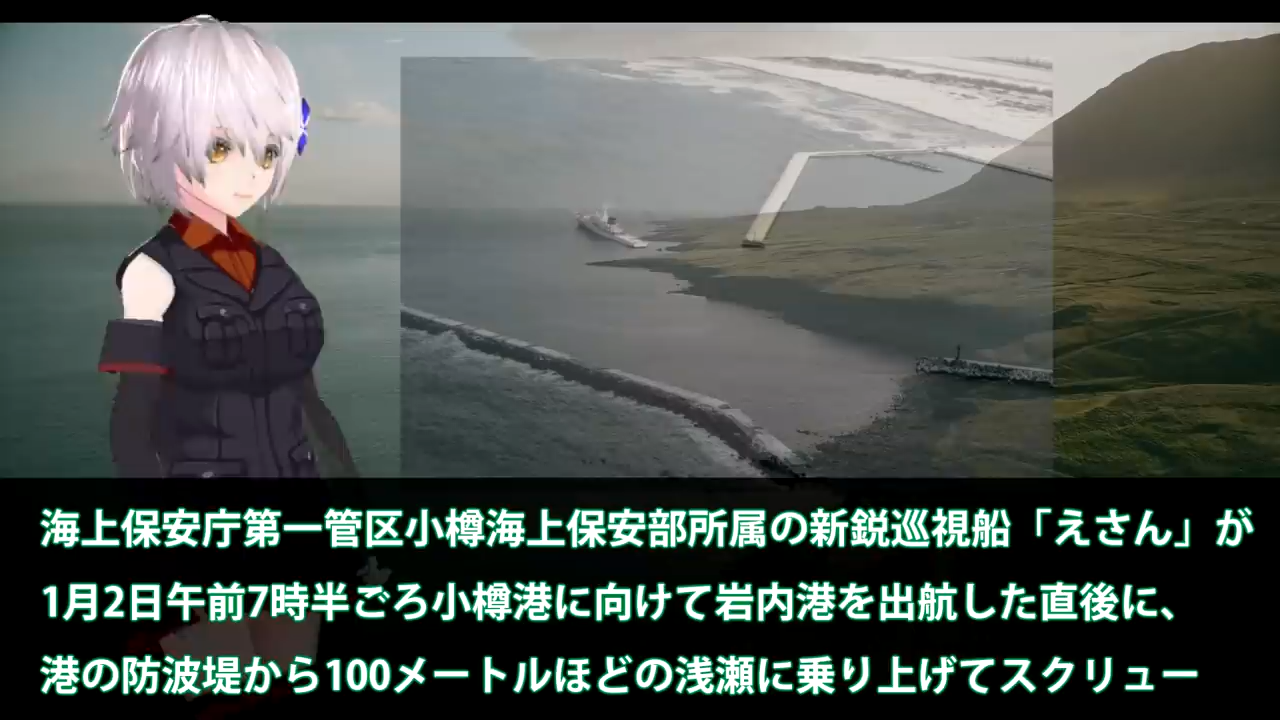 海上保安庁第一管区小樽海上保安部所属の新鋭巡視船「えさん」が
1月2日午前7時半ごろ小樽港に向けて岩内港を出航した直後に、
港の防波堤から100メートルほどの浅瀬に乗り上げてスクリュー